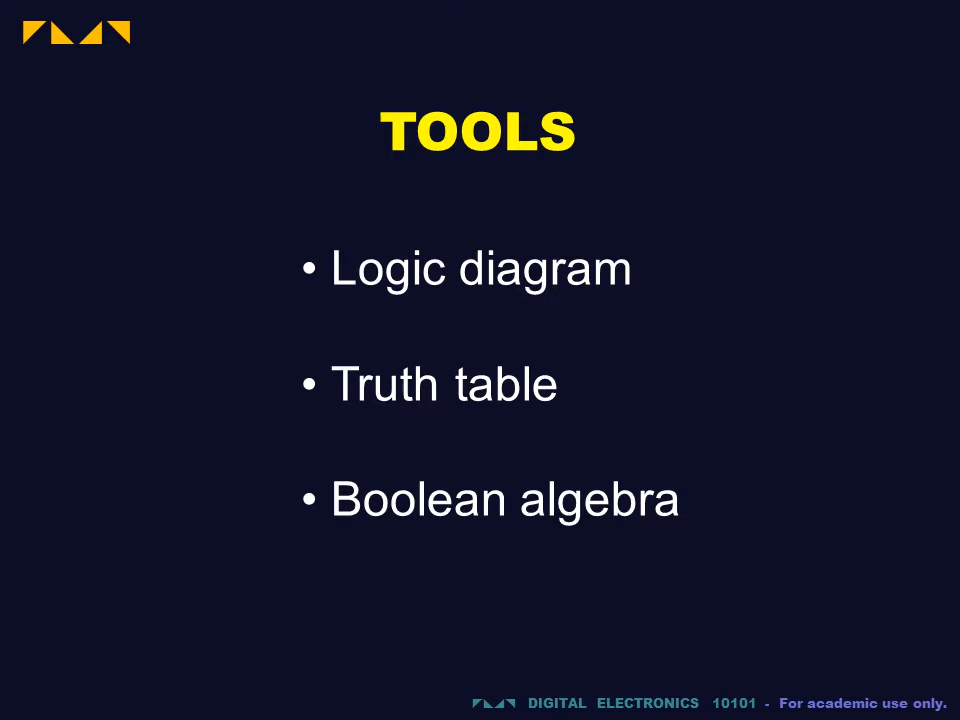 TOOLS
• Logic diagram
• Truth table
• Boolean algebra
DIGITAL ELECTRONICS 10101 - For academic use only.